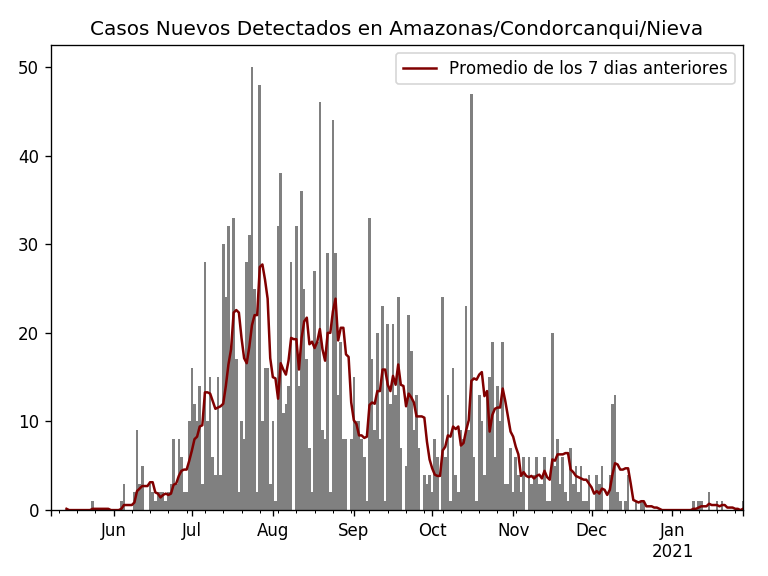 Casos Nuevos Detectados en Amazonas/Condorcanqui/Nieva
Promedio de los 7 dias anteriores
50
40
30
20
10
0
Jun Jul Aug Sep Oct Nov Dec Jan
2021